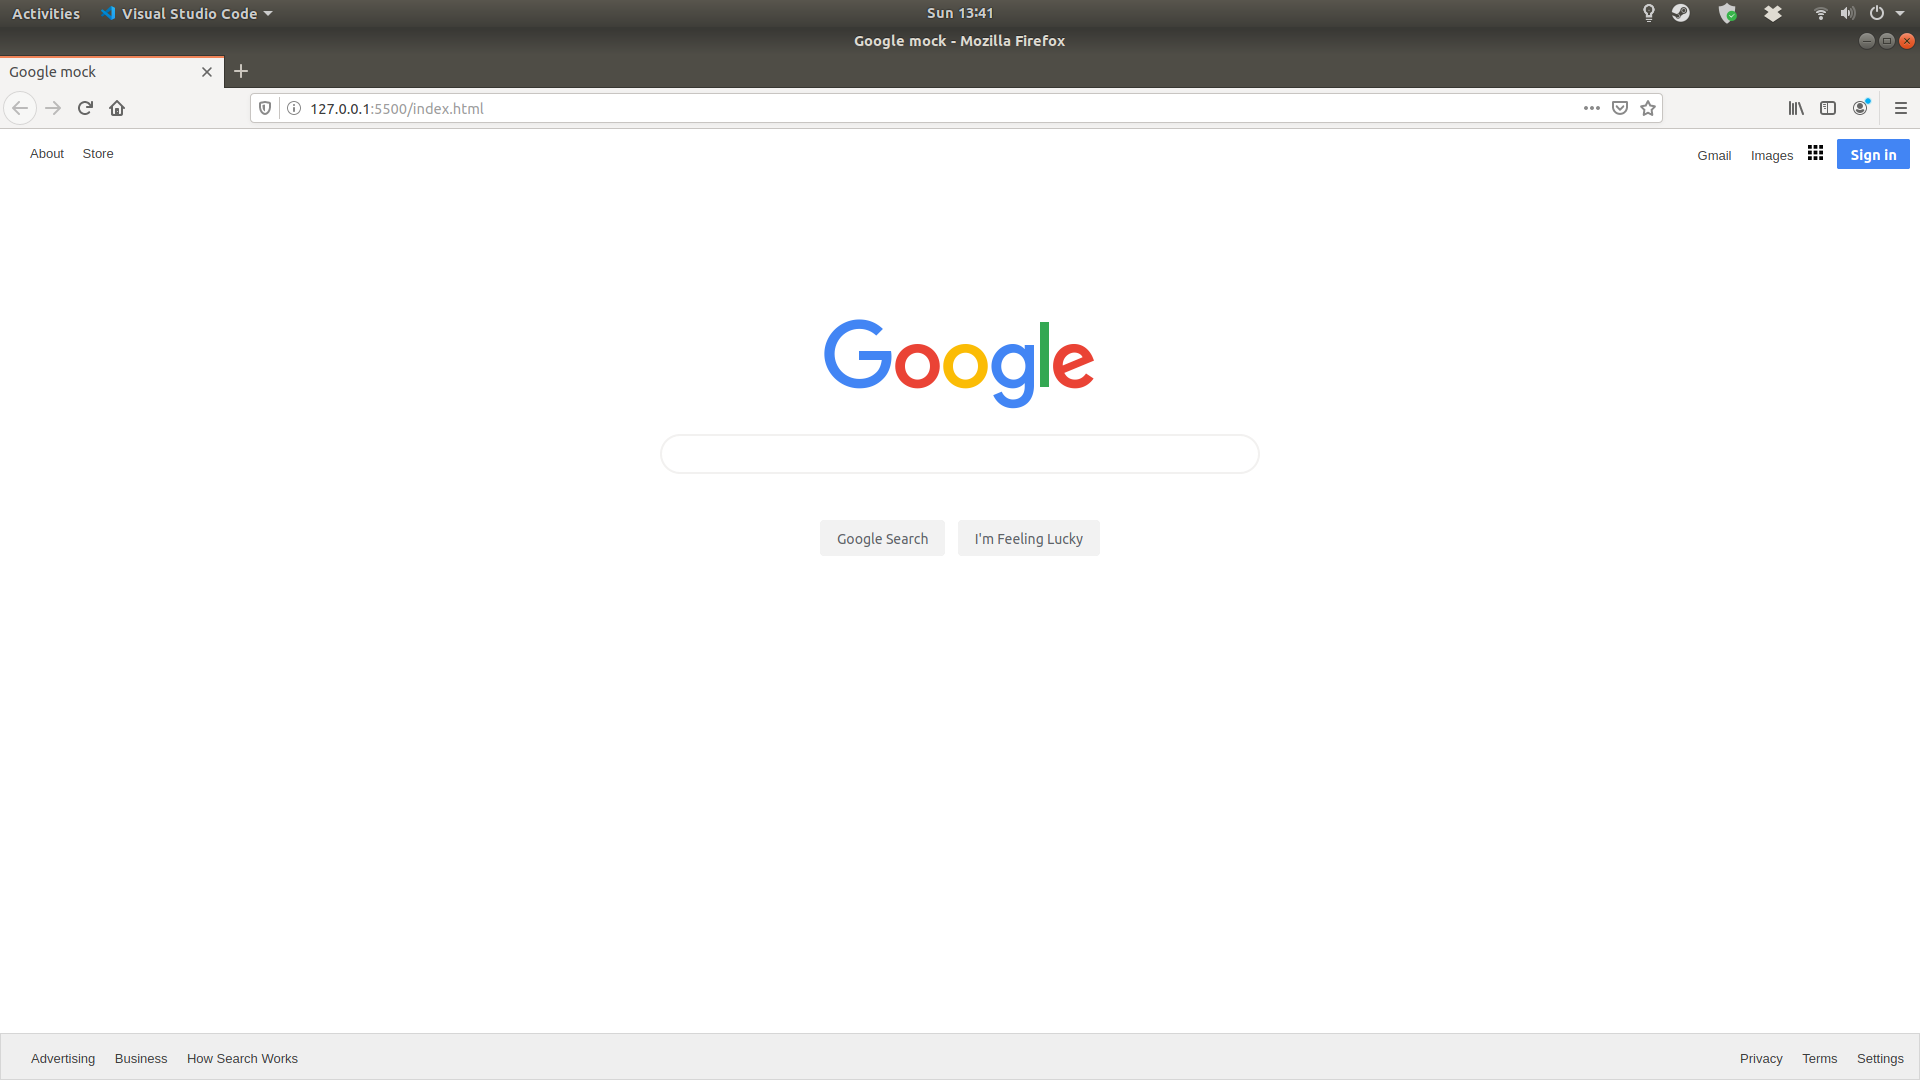 Activities Visual Studio Code Sun 13:41
Google mock - Mozilla Firefox
Google mock
127.0.0.1:5500/index.html
About Store Gmail Images Sign in
Google
Google Search I'm Feeling Lucky
Advertising Business How Search Works Privacy Terms Settings